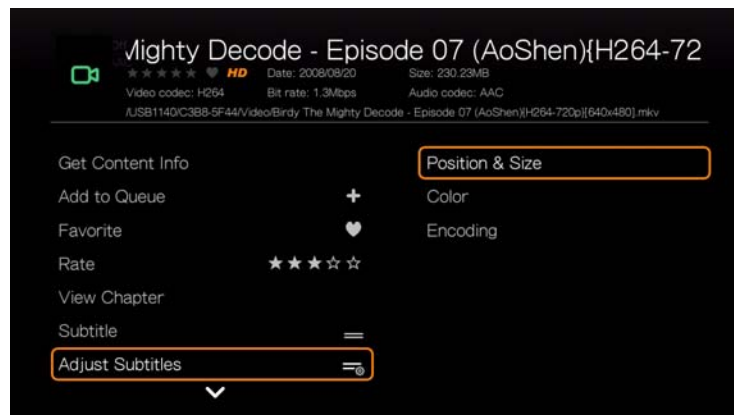 Mighty Decode - Episode 07 (AoShen){H264-72
HD Date: 2008/08/20 Size: 230.23MB
Video codec: H264 Bit rate: 1.3Mbps Audio codec: AAC
/USB1140/C3B8-5F44/Video/Birdy The Mighty Decode - Episode 07 (AoShen){H264-720p}[640x480].mkv
Get Content Info
Add to Queue
Favorite
Rate
View Chapter
Subtitle
Adjust Subtitles
Position & Size
Color
Encoding